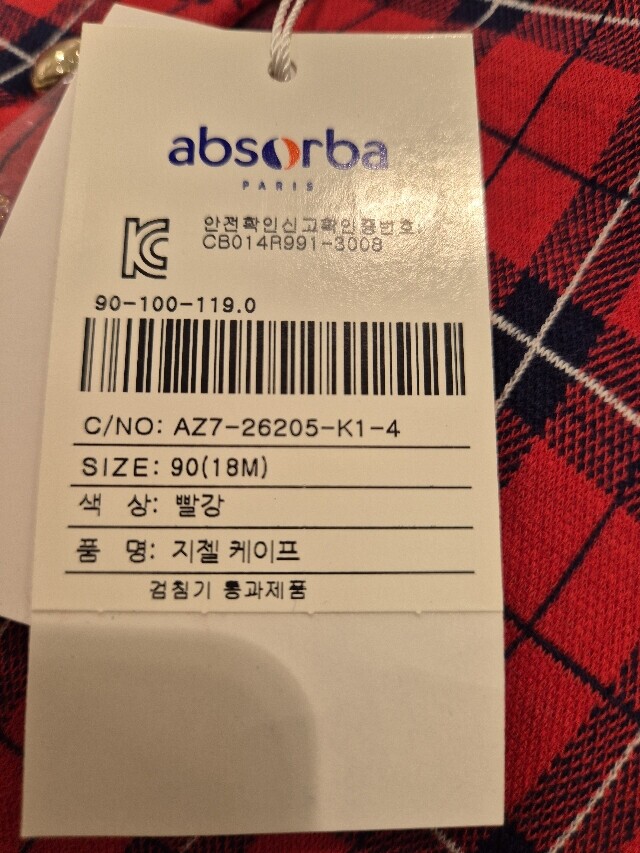 absorba
PARIS
안전확인신고확인증번호:
CB014R991-3008
90-100-119.0
C/NO: AZ7-26205-K1-4
SIZE: 90(18M)
색 상: 빨강
품 명: 지젤 케이프
검침기 통과제품